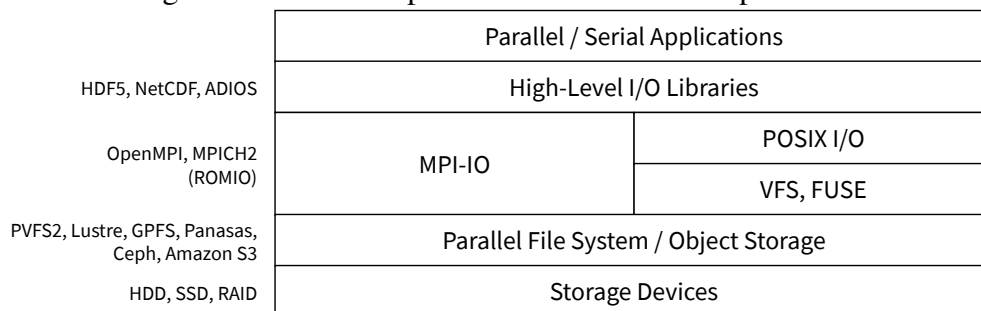 Parallel / Serial Applications
HDF5, NetCDF, ADIOS
High-Level I/O Libraries
OpenMPI, MPICH2
(ROMIO)
MPI-IO
POSIX I/O
VFS, FUSE
PVFS2, Lustre, GPFS, Panasas,
Ceph, Amazon S3
Parallel File System / Object Storage
HDD, SSD, RAID
Storage Devices